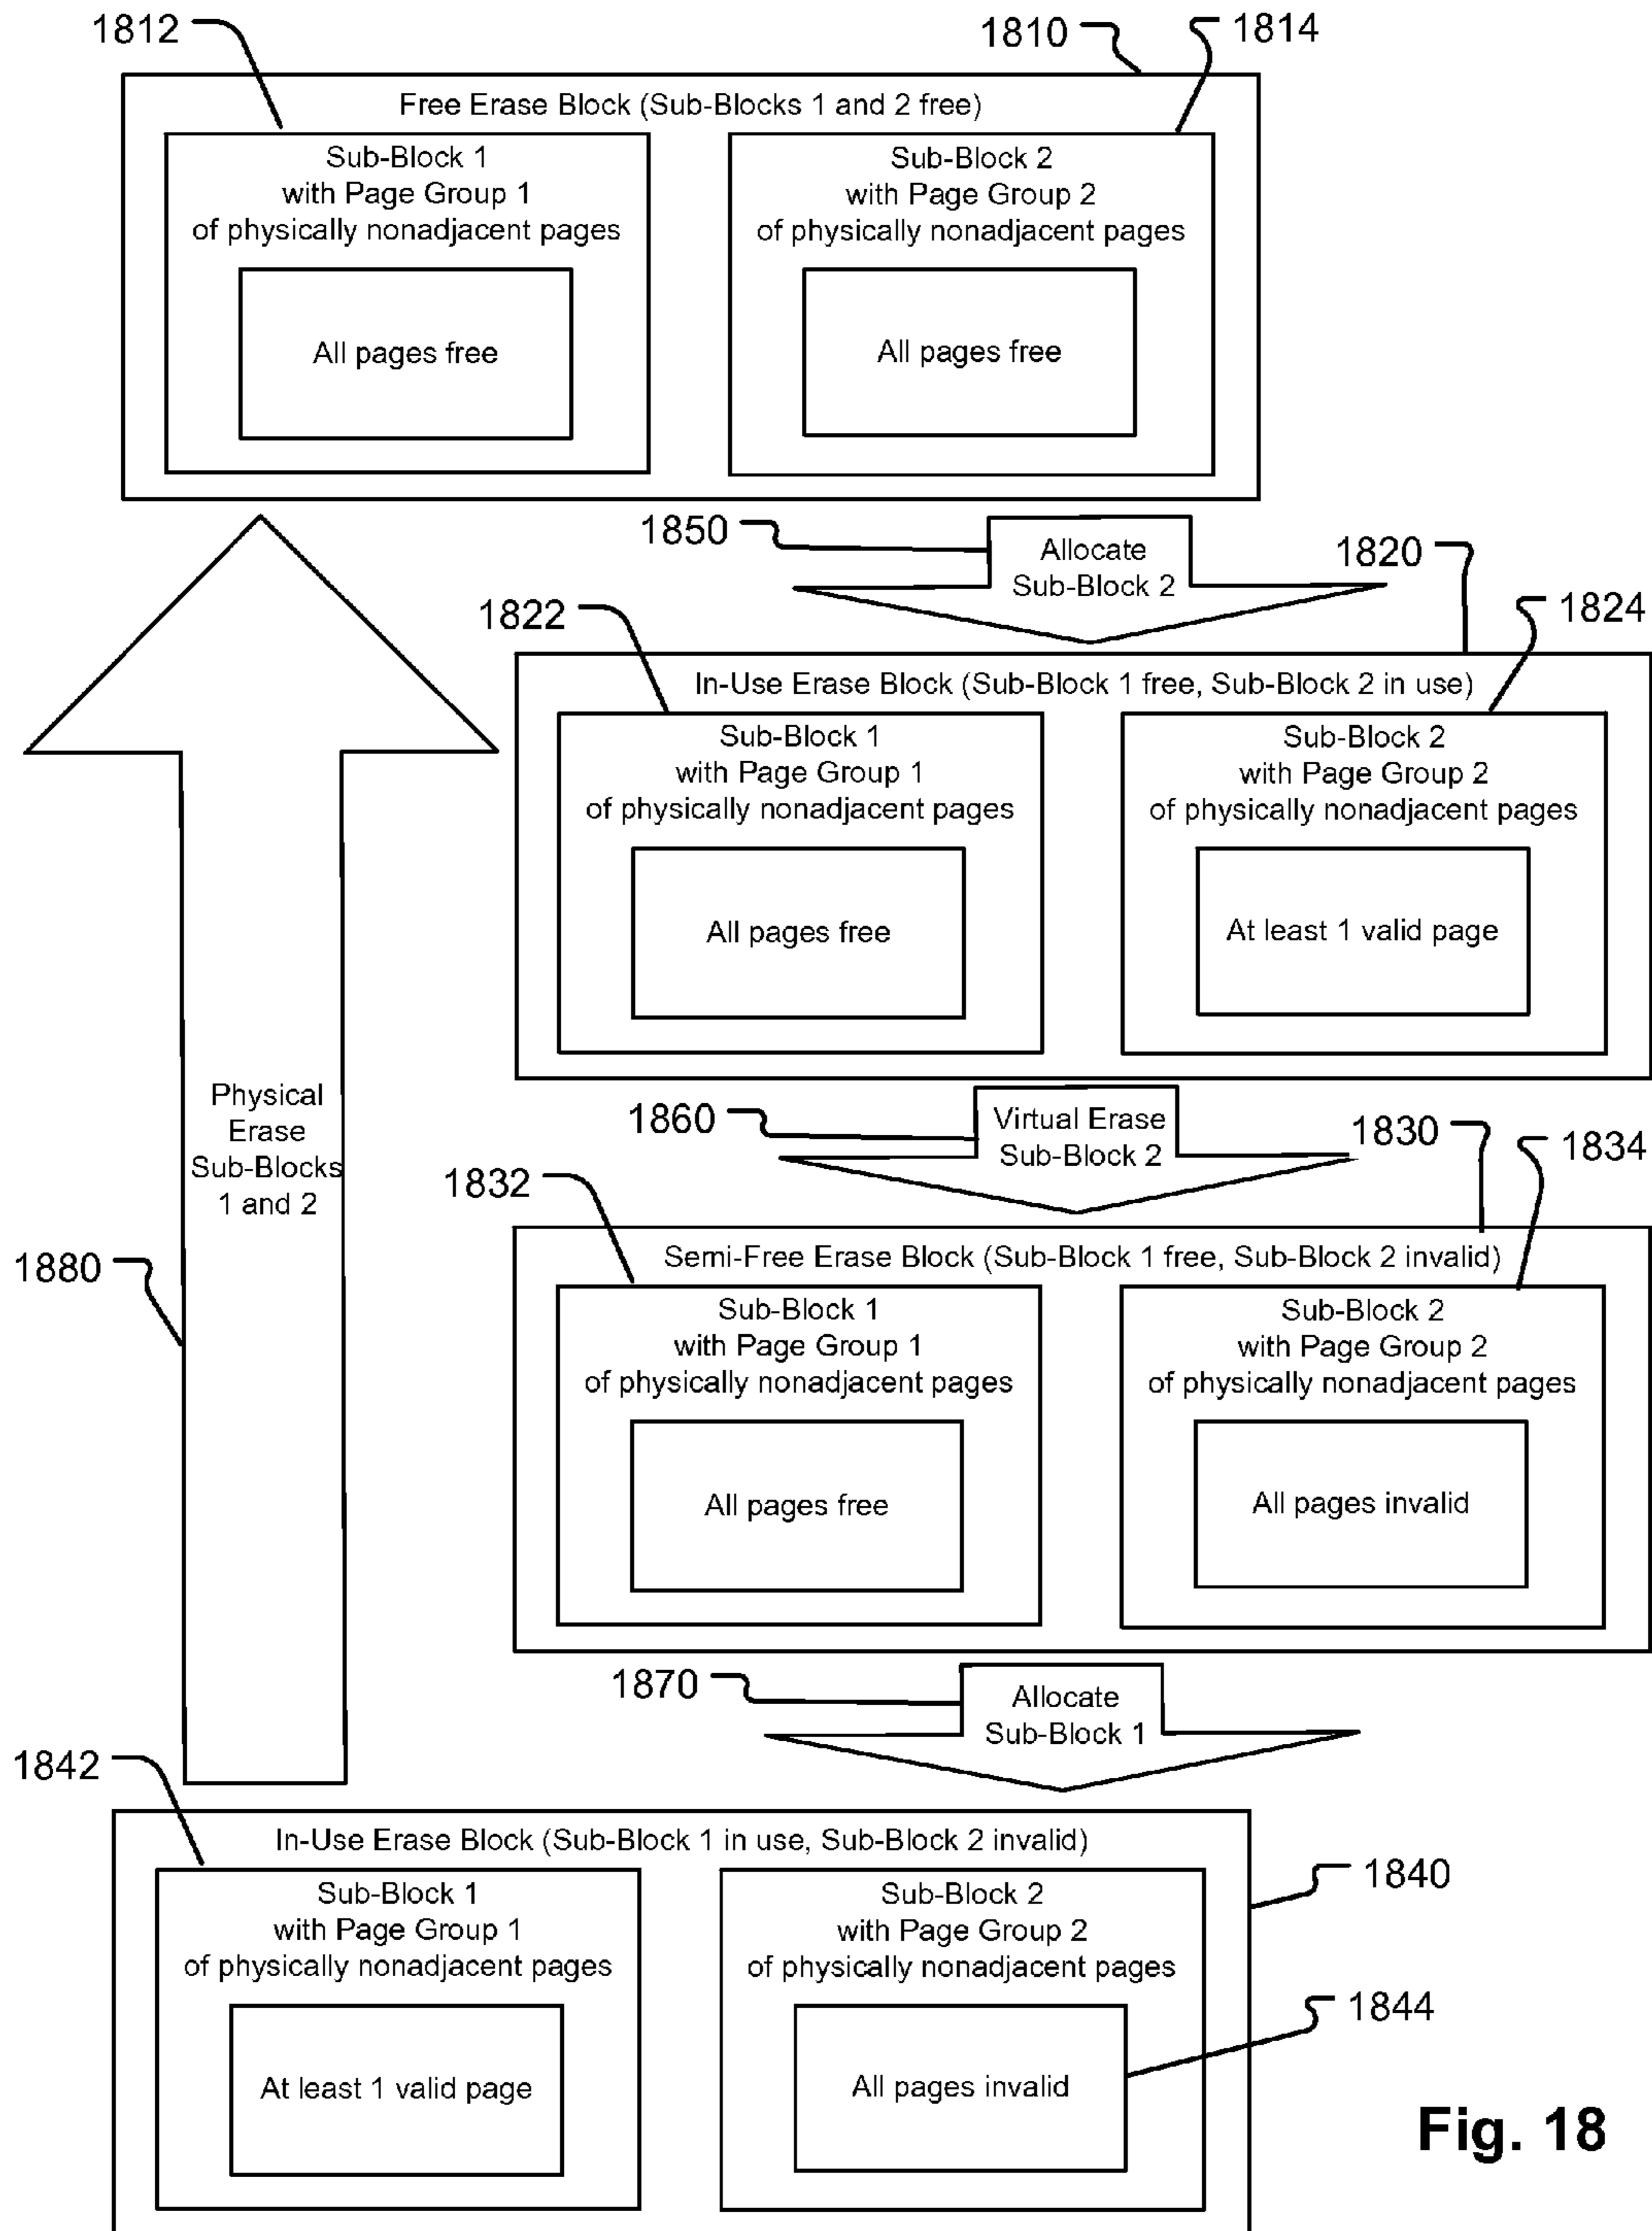 1812
1810
1814
Free Erase Block (Sub-Blocks 1 and 2 free)
Sub-Block 1
with Page Group 1
of physically nonadjacent pages
All pages free
Sub-Block 2
with Page Group 2
of physically nonadjacent pages
All pages free
1850
Allocate
Sub-Block 2
1820
1822
1824
In-Use Erase Block (Sub-Block 1 free, Sub-Block 2 in use)
Sub-Block 1
with Page Group 1
of physically nonadjacent pages
All pages free
Sub-Block 2
with Page Group 2
of physically nonadjacent pages
At least 1 valid page
Physical
Erase
Sub-Blocks
1 and 2
1880
1860
Virtual Erase
Sub-Block 2
1830
1832
1834
Semi-Free Erase Block (Sub-Block 1 free, Sub-Block 2 invalid)
Sub-Block 1
with Page Group 1
of physically nonadjacent pages
All pages free
Sub-Block 2
with Page Group 2
of physically nonadjacent pages
All pages invalid
1870
Allocate
Sub-Block 1
1842
In-Use Erase Block (Sub-Block 1 in use, Sub-Block 2 invalid)
1840
Sub-Block 1
with Page Group 1
of physically nonadjacent pages
At least 1 valid page
Sub-Block 2
with Page Group 2
of physically nonadjacent pages
All pages invalid
1844
Fig. 18